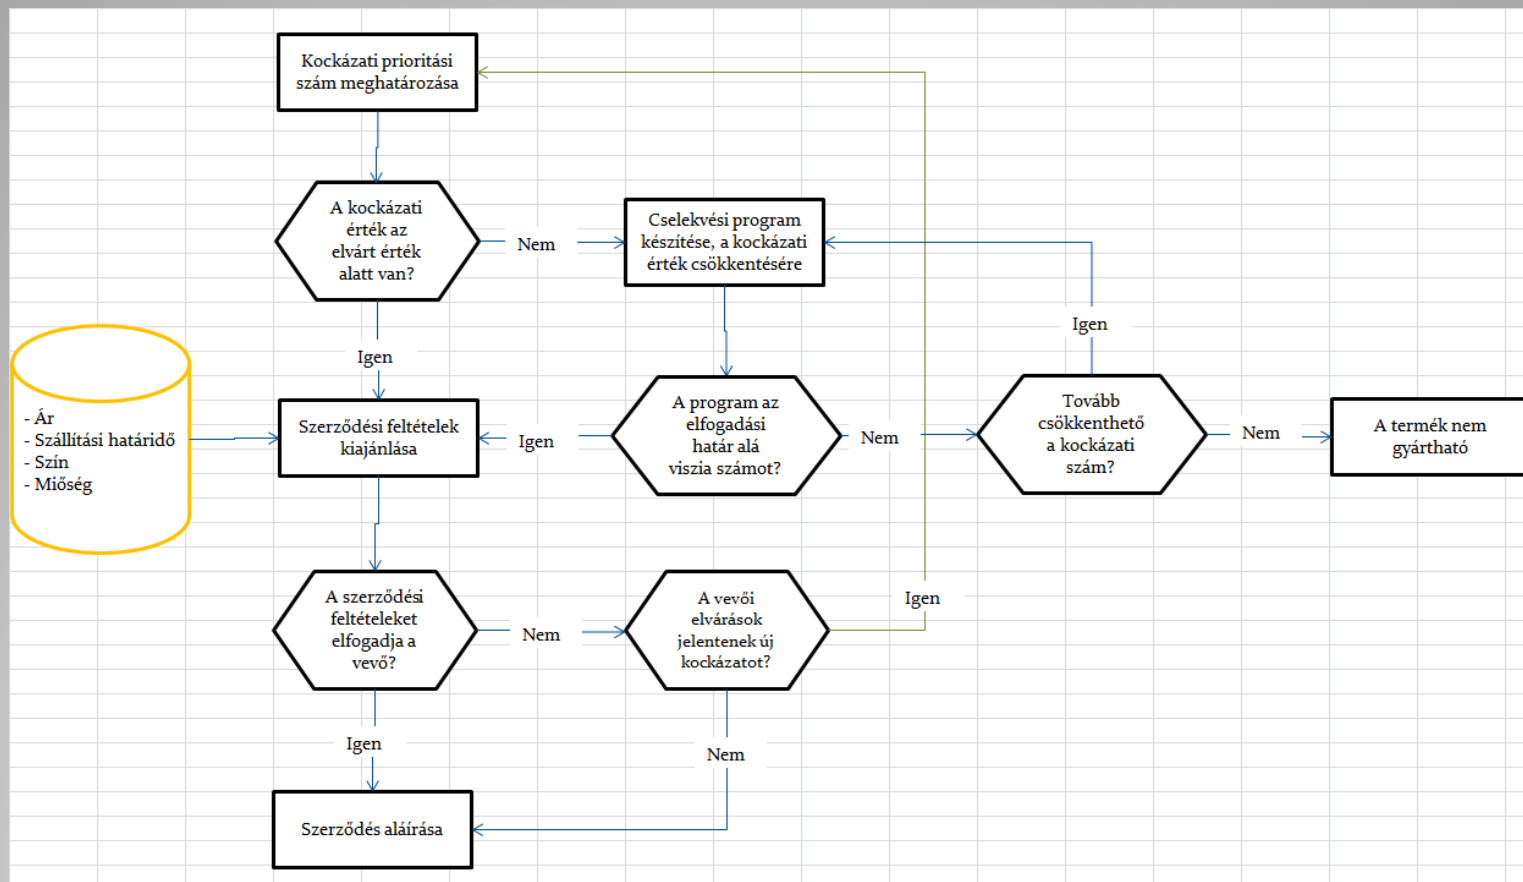 Kockázati prioritási
szám meghatározása
A kockázati
érték az
elvárt érték
alatt van?
Nem
Cselekvési program
készítése, a kockázati
érték csökkentésére
Igen
Igen
- Ár
- Szállítási határidő
- Szín
- Miőség
Szerződési feltételek
kiajánlása
Igen
A program az
elfogadási
határ alá
viszia számot?
Nem
Tovább
csökkenthető
a kockázati
szám?
Nem
A termék nem
gyártható
A szerződési
feltételeket
elfogadja a
vevő?
Nem
A vevői
elvárások
jelentenek új
kockázatot?
Igen
Igen
Nem
Szerződés aláírása